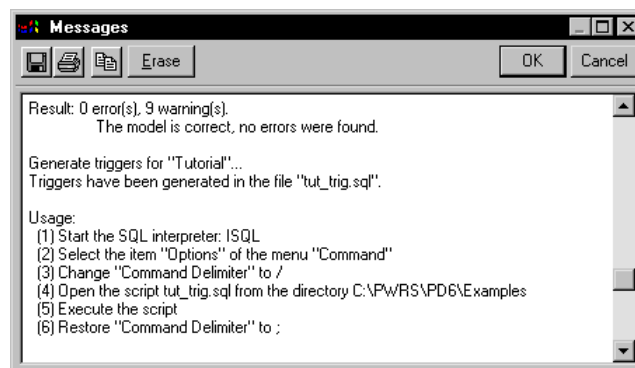 Messages
Erase
OK
Cancel
Result: 0 error(s), 9 warning(s).
The model is correct, no errors were found.
Generate triggers for "Tutorial"...
Triggers have been generated in the file "tut_trig.sql".
Usage:
(1) Start the SQL interpreter: ISQL
(2) Select the item "Options" of the menu "Command"
(3) Change "Command Delimiter" to /
(4) Open the script tut_trig.sql from the directory C:\PWRS\PD6\Examples
(5) Execute the script
(6) Restore "Command Delimiter" to ;